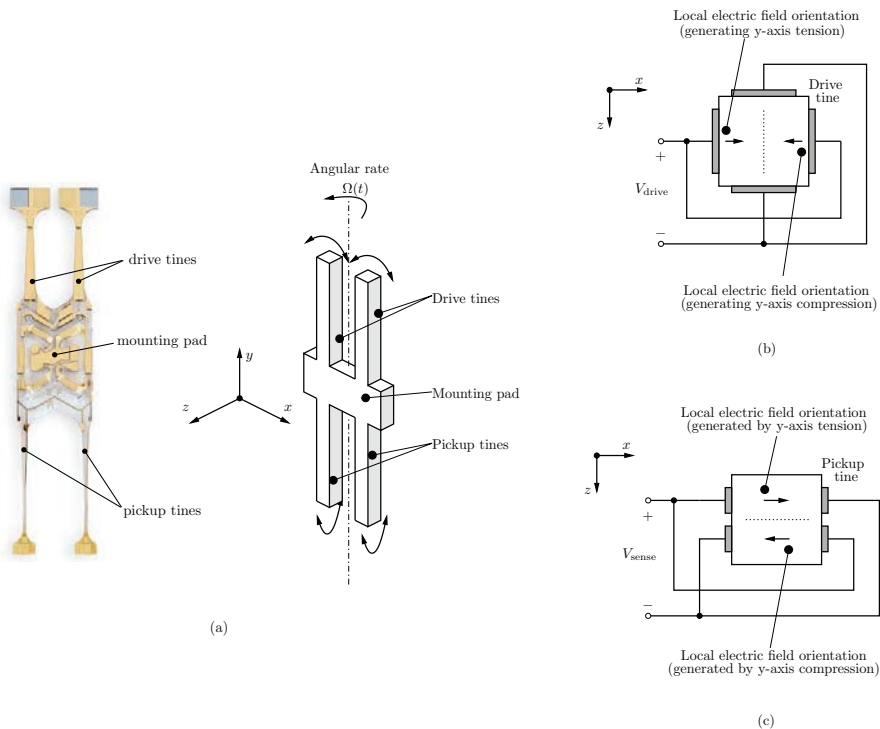 drive tines
mounting pad
pickup tines
Angular rate
Ω(t)
y
z
x
Drive tines
Mounting pad
Pickup tines
(a)
Local electric field orientation
(generating y-axis tension)
x
z
Drive
tine
+
V_drive
−
Local electric field orientation
(generating y-axis compression)
(b)
Local electric field orientation
(generated by y-axis tension)
x
z
Pickup
tine
+
V_sense
−
Local electric field orientation
(generated by y-axis compression)
(c)